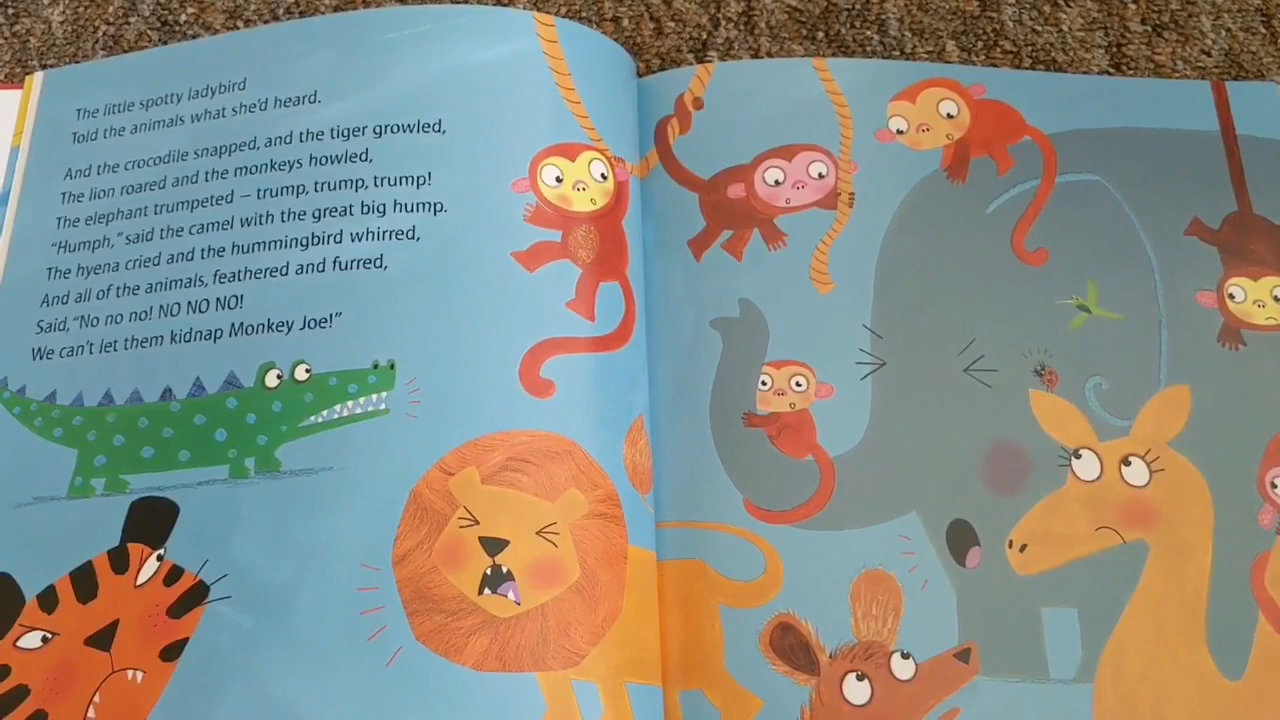 The little spotty ladybird
Told the animals what she'd heard.
And the crocodile snapped, and the tiger growled,
The lion roared and the monkeys howled,
The elephant trumpeted – trump, trump, trump!
“Humph,” said the camel with the great big hump.
The hyena cried and the hummingbird whirred,
And all of the animals, feathered and furred,
Said, “No no no! NO NO NO!
We can't let them kidnap Monkey Joe!”